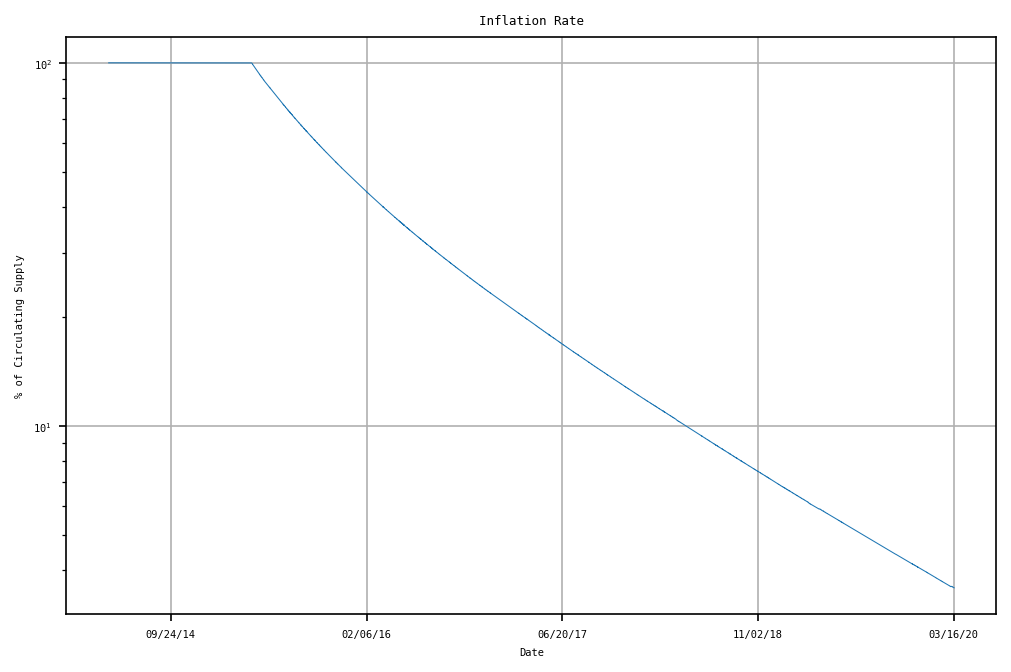 Inflation Rate
10²
10¹
% of Circulating Supply
09/24/14 02/06/16 06/20/17 11/02/18 03/16/20
Date